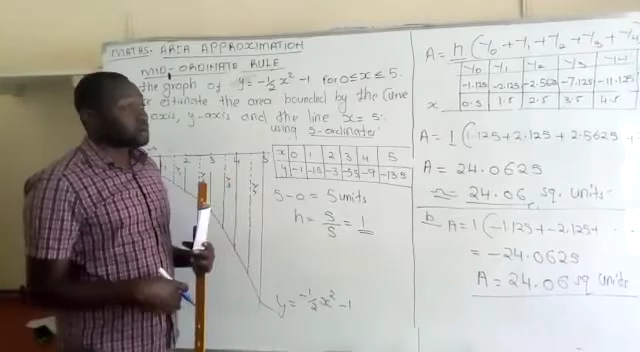 MATHS. AREA APPROXIMATION
MID-ORDINATE RULE
the graph of y = -½x² -1 for 0≤x≤5.
estimate the area bounded by the Curve
axis, y-axis and the line x = 5.
using 5-ordinates
x 0 1 2 3 4 5
y -1 -1.5 -3 -5.5 -9 -13.5
2 3 4 5
5-0 = 5 units
h = 5/5 = 1
y = -½x² -1
A = h(y₀ + y₁ + y₂ + y₃ + y₄
y₀ y₁ y₂ y₃ y₄
-1.125 -2.125 -2.5625 -7.125 -11.125
x 0.5 1.5 2.5 3.5 4.5
A = 1(1.125+2.125+2.5625+
A = 24.0625
24.06 sq. units
b A = 1(-1.125+-2.125+
= -24.0625
A = 24.06 sq units